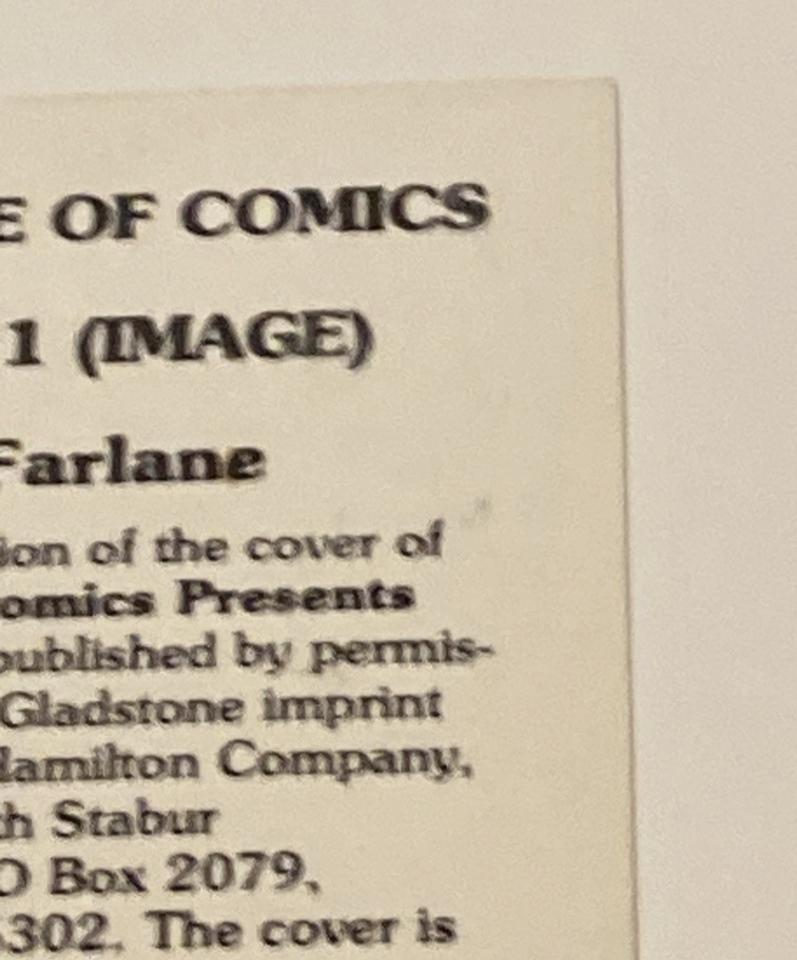 E OF COMICS
1 (IMAGE)
Farlane
ion of the cover of
omics Presents
published by permis-
Gladstone imprint
Hamilton Company,
th Stabur
O Box 2079,
302. The cover is